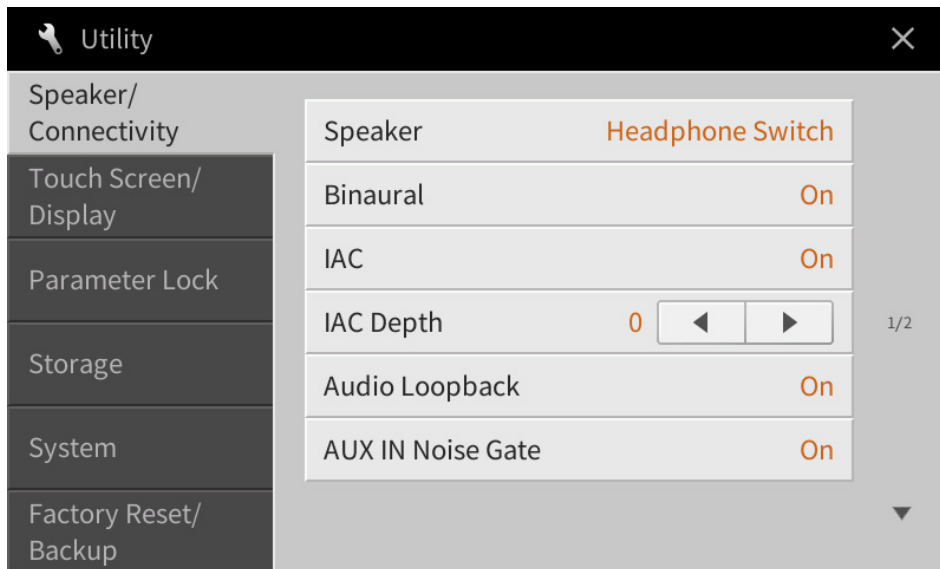 Utility
Speaker/
Connectivity
Touch Screen/
Display
Parameter Lock
Storage
System
Factory Reset/
Backup
Speaker Headphone Switch
Binaural On
IAC On
IAC Depth 0
Audio Loopback On
AUX IN Noise Gate On
1/2